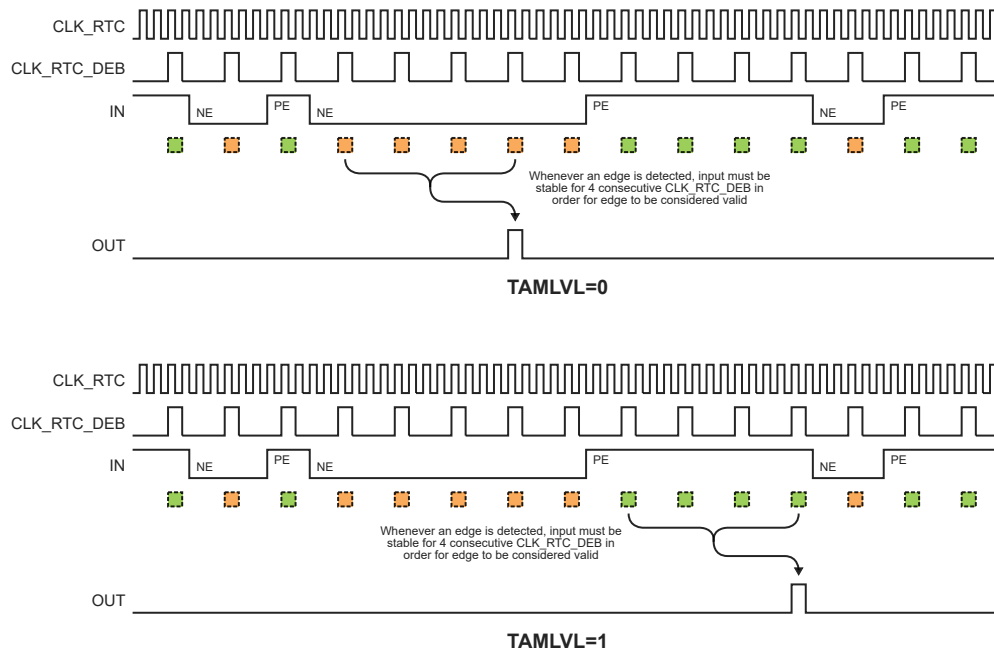 CLK_RTC
CLK_RTC_DEB
IN
NE
PE
NE
PE
NE
PE
Whenever an edge is detected, input must be
stable for 4 consecutive CLK_RTC_DEB in
order for edge to be considered valid
OUT
TAMLVL=0
CLK_RTC
CLK_RTC_DEB
IN
NE
PE
NE
PE
NE
PE
Whenever an edge is detected, input must be
stable for 4 consecutive CLK_RTC_DEB in
order for edge to be considered valid
OUT
TAMLVL=1